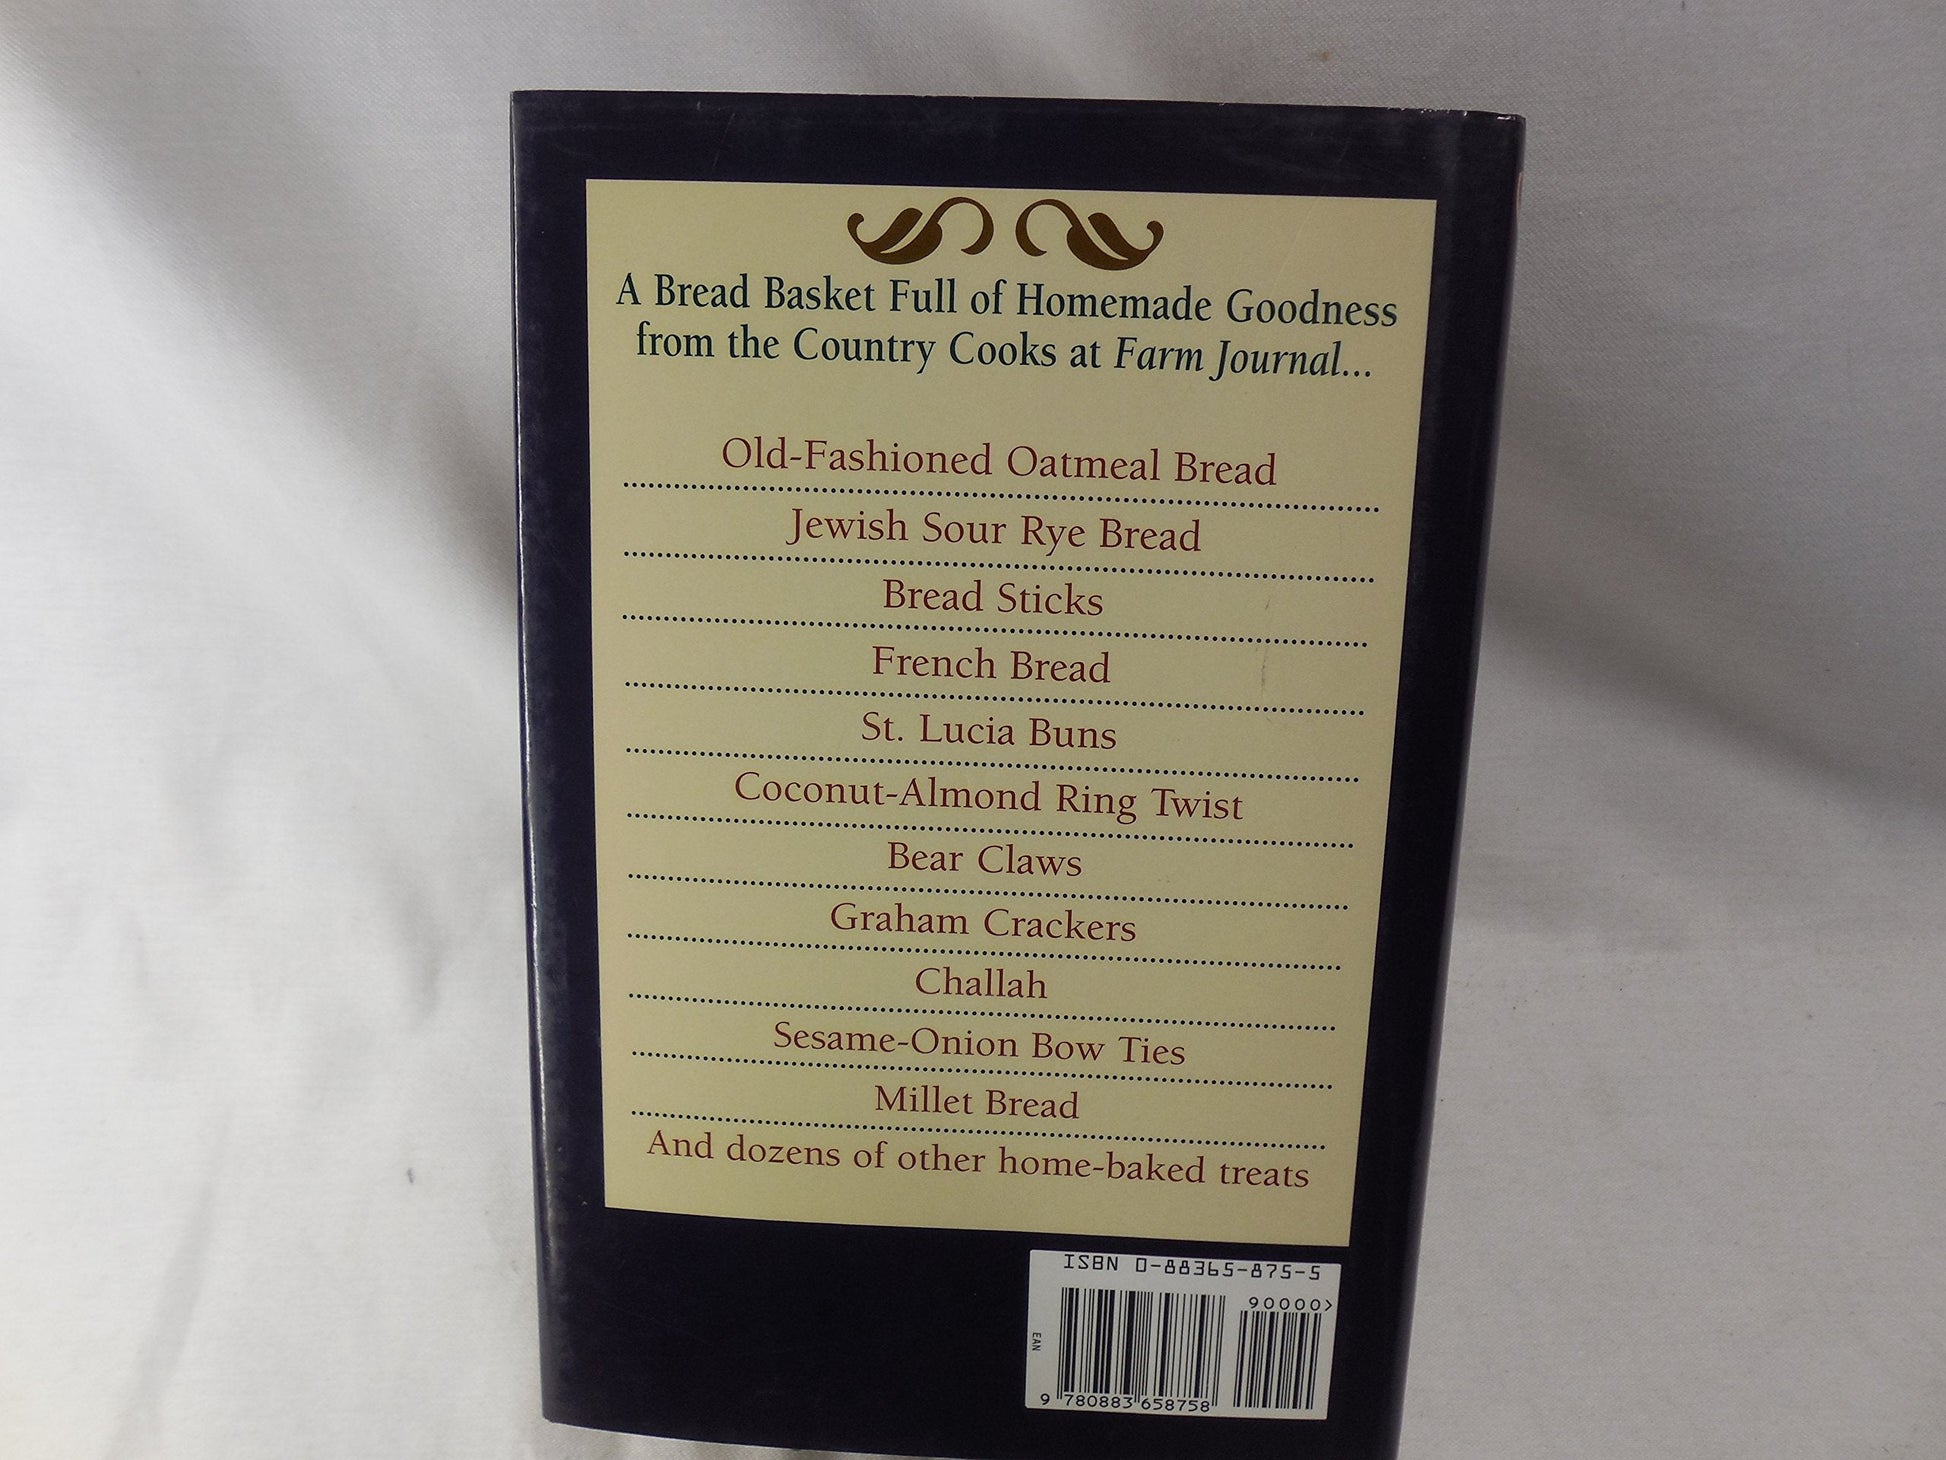 A Bread Basket Full of Homemade Goodness
from the Country Cooks at Farm Journal...
Old-Fashioned Oatmeal Bread
Jewish Sour Rye Bread
Bread Sticks
French Bread
St. Lucia Buns
Coconut-Almond Ring Twist
Bear Claws
Graham Crackers
Challah
Sesame-Onion Bow Ties
Millet Bread
And dozens of other home-baked treats
ISBN 0-88365-875-5
90000>
EAN
9 780883 658758